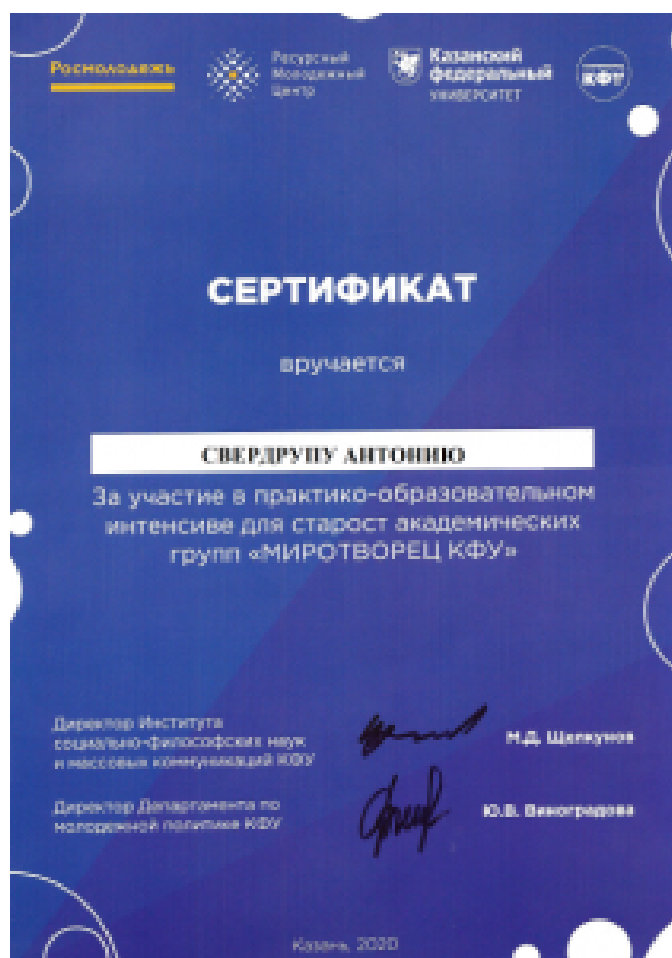 Росмолодежь
Ресурсный
Молодежный
Центр
Казанский
федеральный
УНИВЕРСИТЕТ
СЕРТИФИКАТ
вручается
СВЕРДРУПУ АНТОНИЮ
За участие в практико-образовательном
интенсиве для старост академических
групп «МИРОТВОРЕЦ КФУ»
Директор Института
социально-философских наук
и массовых коммуникаций КФУ
М.Д. Щелкунов
Директор Департамента по
молодежной политике КФУ
Ю.В. Виноградова
Казань, 2020